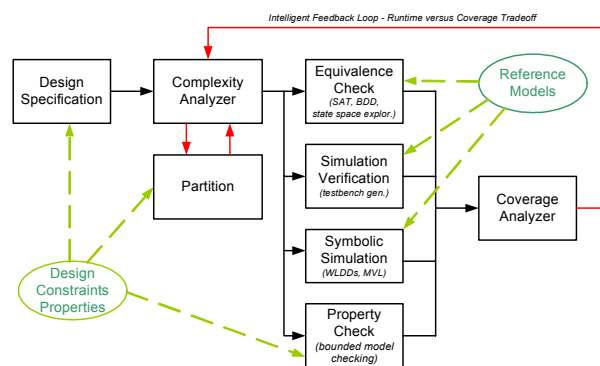 Intelligent Feedback Loop - Runtime versus Coverage Tradeoff
Design
Specification
Complexity
Analyzer
Equivalence
Check
(SAT, BDD,
state space explor.)
Reference
Models
Partition
Simulation
Verification
(testbench gen.)
Coverage
Analyzer
Symbolic
Simulation
(WLDDs, MVL)
Design
Constraints
Properties
Property
Check
(bounded model
checking)